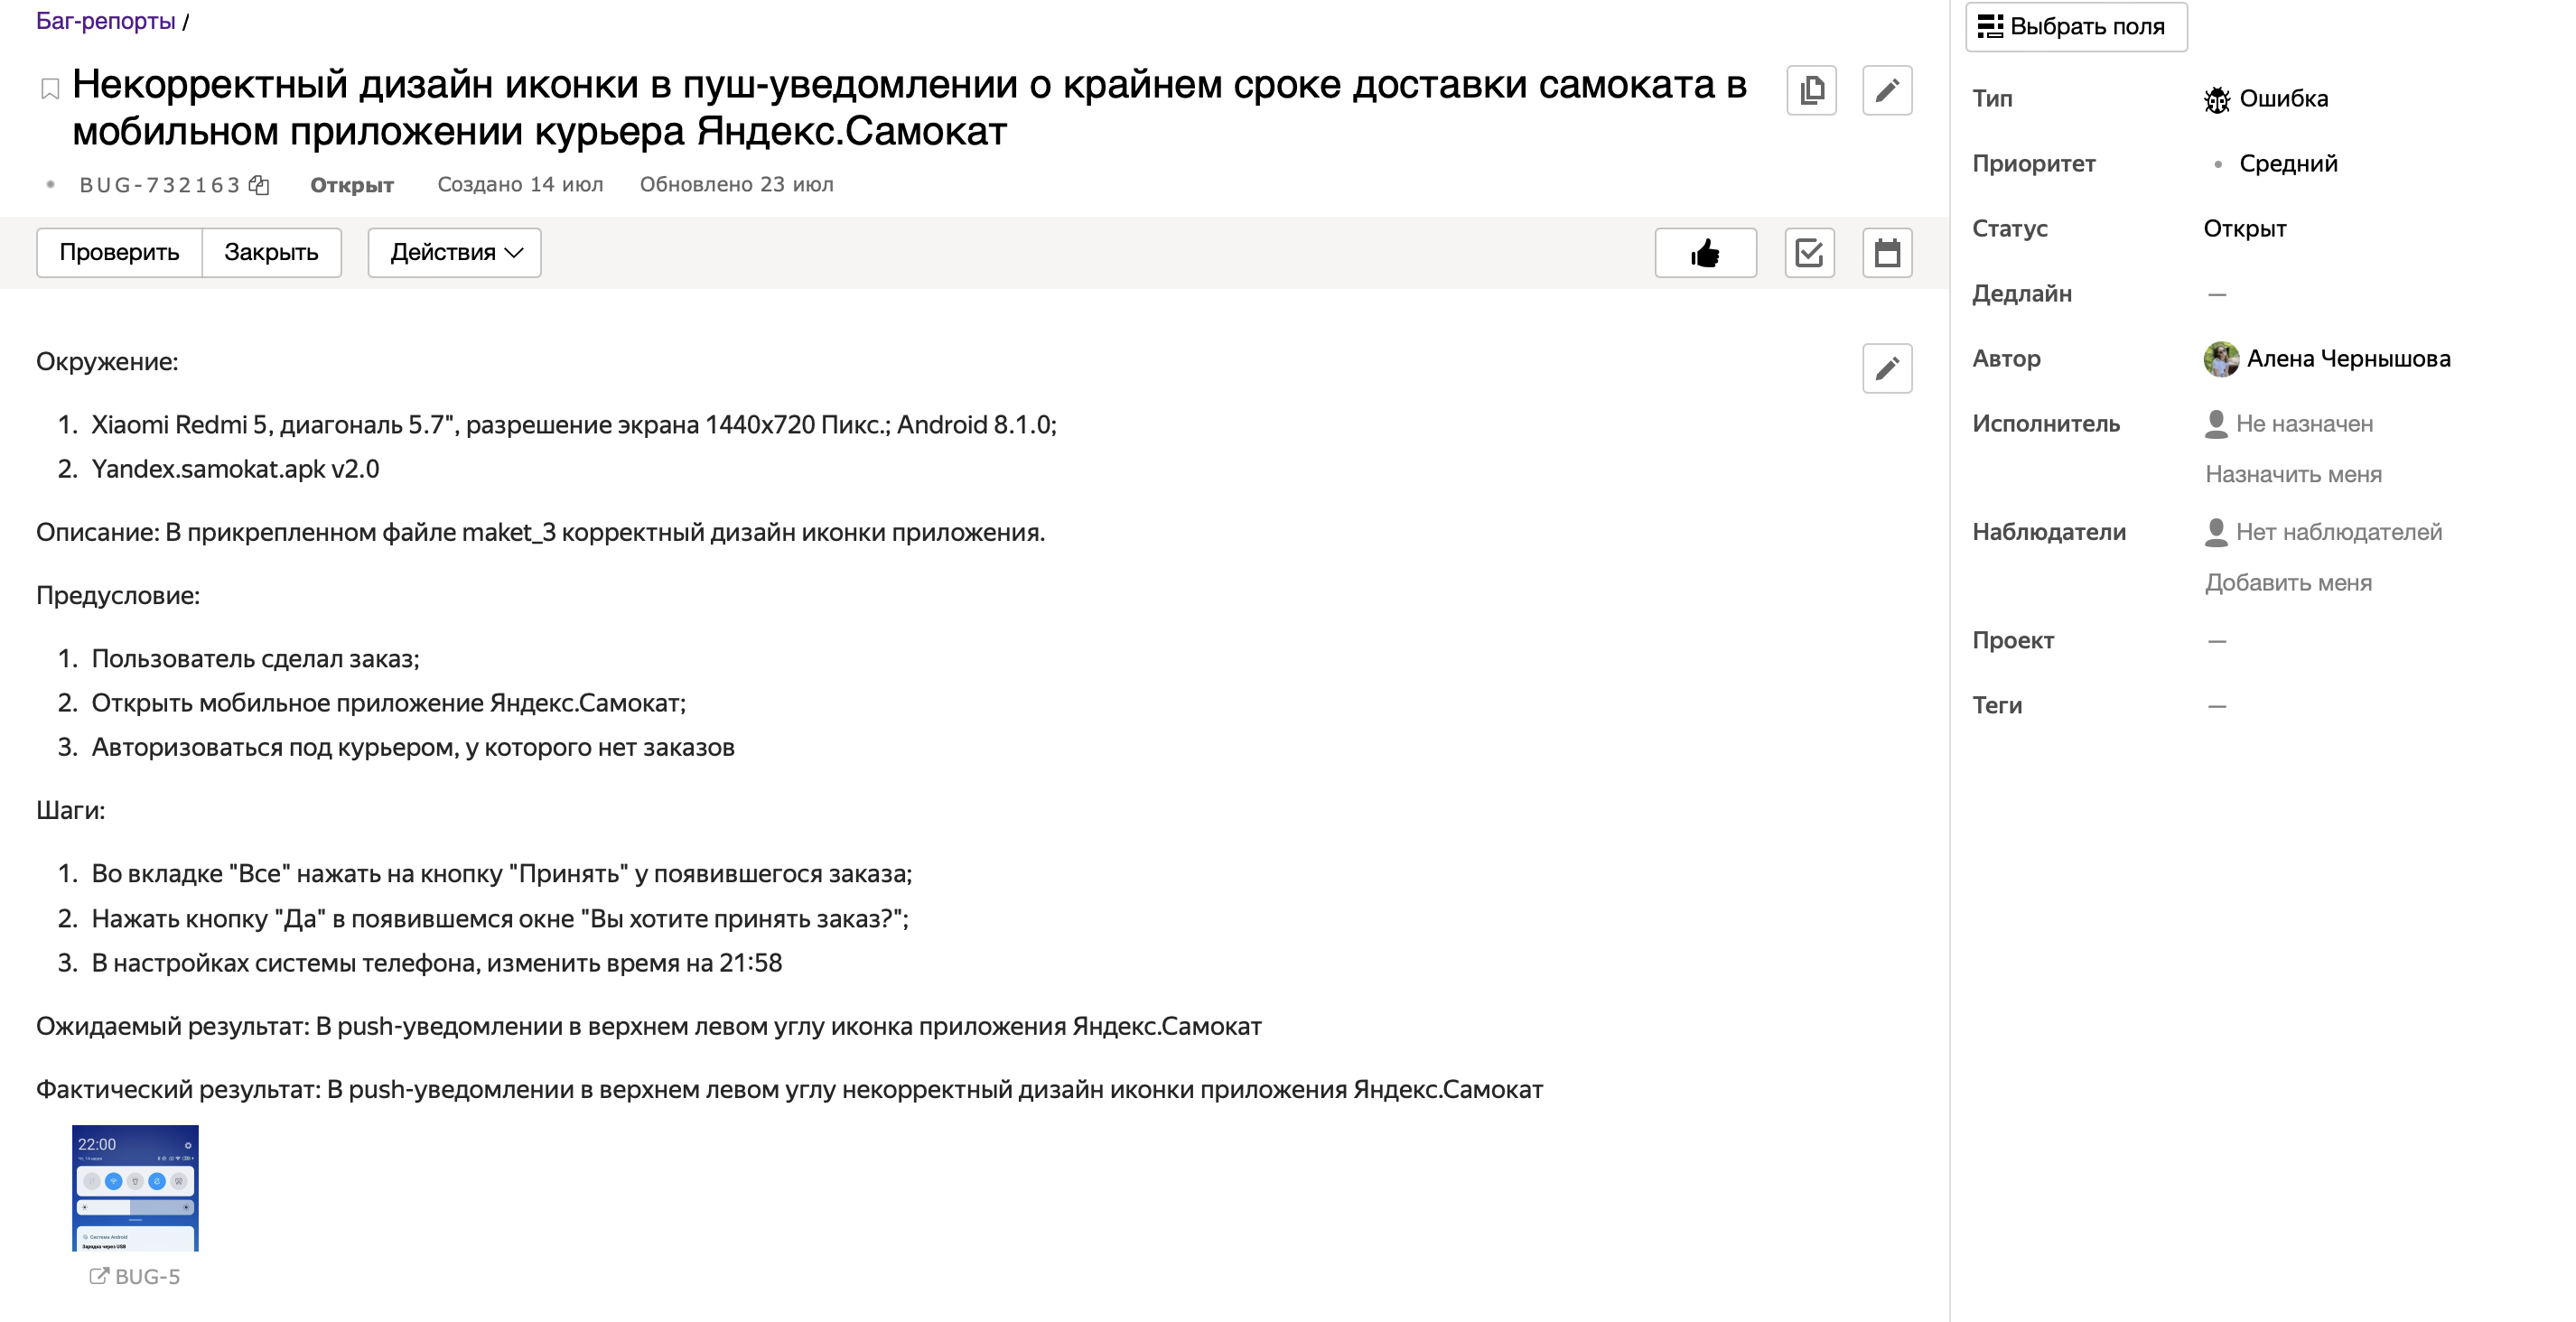 Баг-репорты /
Некорректный дизайн иконки в пуш-уведомлении о крайнем сроке доставки самоката в
мобильном приложении курьера Яндекс.Самокат
BUG-732163 Открыт Создано 14 июл Обновлено 23 июл
Проверить Закрыть Действия
Окружение:
1. Xiaomi Redmi 5, диагональ 5.7", разрешение экрана 1440x720 Пикс.; Android 8.1.0;
2. Yandex.samokat.apk v2.0
Описание: В прикрепленном файле maket_3 корректный дизайн иконки приложения.
Предусловие:
1. Пользователь сделал заказ;
2. Открыть мобильное приложение Яндекс.Самокат;
3. Авторизоваться под курьером, у которого нет заказов
Шаги:
1. Во вкладке "Все" нажать на кнопку "Принять" у появившегося заказа;
2. Нажать кнопку "Да" в появившемся окне "Вы хотите принять заказ?";
3. В настройках системы телефона, изменить время на 21:58
Ожидаемый результат: В push-уведомлении в верхнем левом углу иконка приложения Яндекс.Самокат
Фактический результат: В push-уведомлении в верхнем левом углу некорректный дизайн иконки приложения Яндекс.Самокат
22:00
Система Android
Зарядка через USB
BUG-5
Выбрать поля
Тип Ошибка
Приоритет Средний
Статус Открыт
Дедлайн —
Автор Алена Чернышова
Исполнитель Не назначен
Назначить меня
Наблюдатели Нет наблюдателей
Добавить меня
Проект —
Теги —